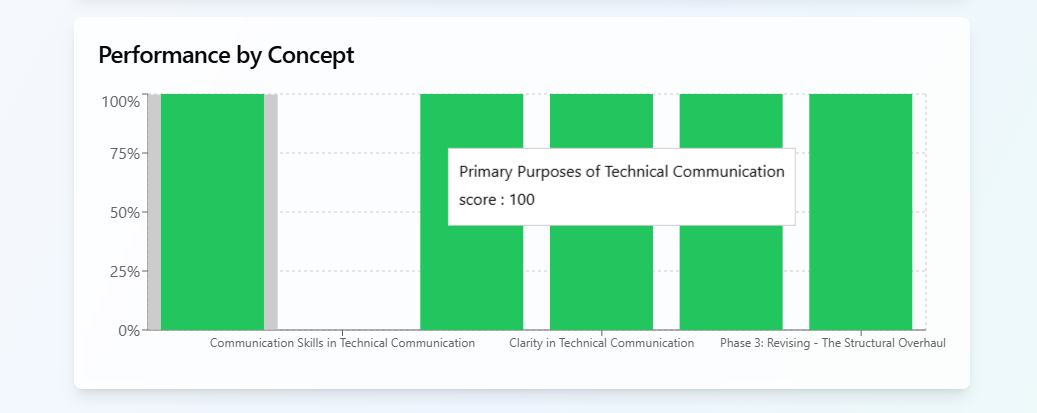 Performance by Concept
100%
75%
Primary Purposes of Technical Communication
score : 100
50%
25%
0%
Communication Skills in Technical Communication
Clarity in Technical Communication
Phase 3: Revising - The Structural Overhaul